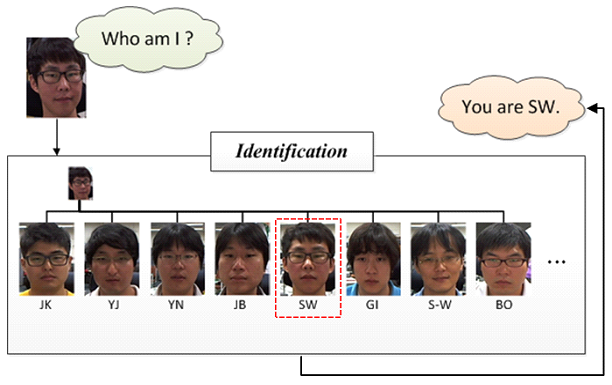 Who am I ?
You are SW.
Identification
JK
YJ
YN
JB
SW
GI
S-W
BO
...